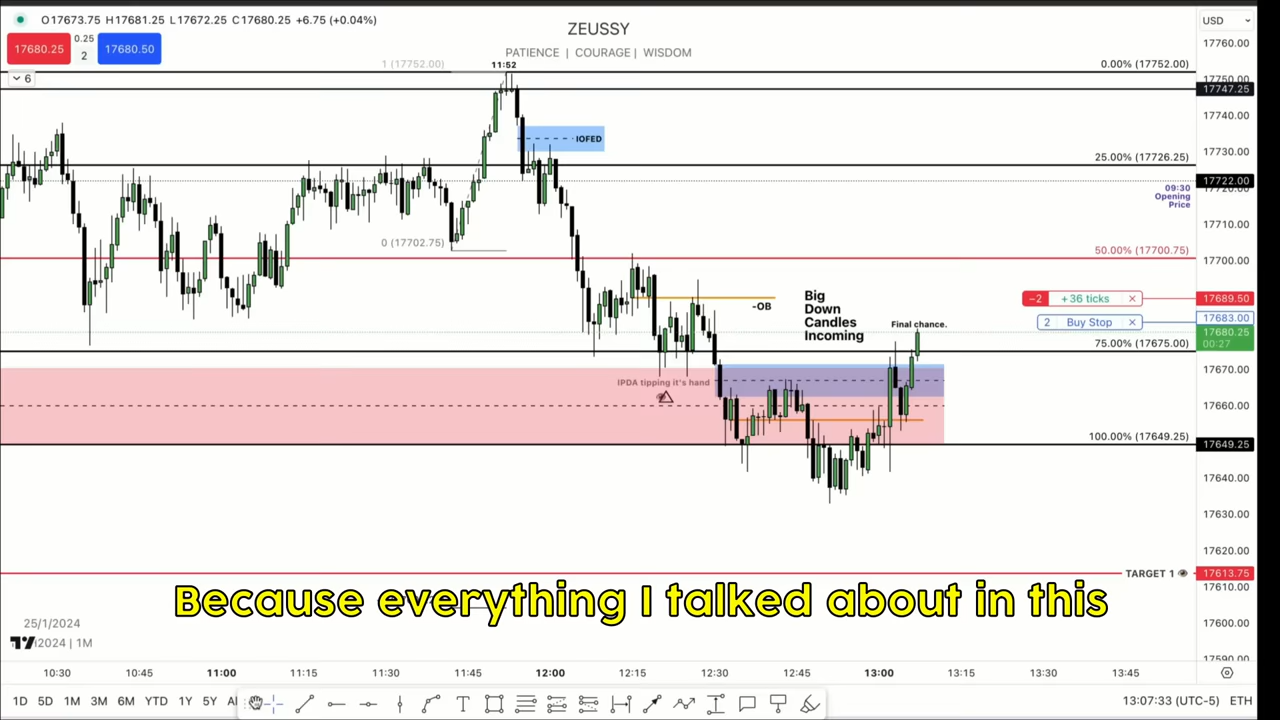 O17673.75 H17681.25 L17672.25 C17680.25 +6.75 (+0.04%)
ZEUSSY
PATIENCE | COURAGE | WISDOM
USD
17680.25
0.25
2
17680.50
6
1 (17752.00)
11:52
0.00% (17752.00)
IOFED
25.00% (17726.25)
09:30
Opening
Price
0 (17702.75)
50.00% (17700.75)
-OB
Big
Down
Candles
Incoming
Final chance.
-2 +36 ticks
2 Buy Stop
75.00% (17675.00)
IPDA tipping it's hand
100.00% (17649.25)
TARGET 1
17760.00
17750.00
17747.25
17740.00
17730.00
17722.00
17710.00
17700.00
17689.50
17683.00
17680.25
00:27
17670.00
17660.00
17649.25
17640.00
17630.00
17620.00
17613.75
17610.00
17600.00
17590.00
Because everything I talked about in this
25/1/2024
2024 | 1M
10:30 10:45 11:00 11:15 11:30 11:45 12:00 12:15 12:30 12:45 13:00 13:15 13:30 13:45
1D 5D 1M 3M 6M YTD 1Y 5Y
13:07:33 (UTC-5) ETH